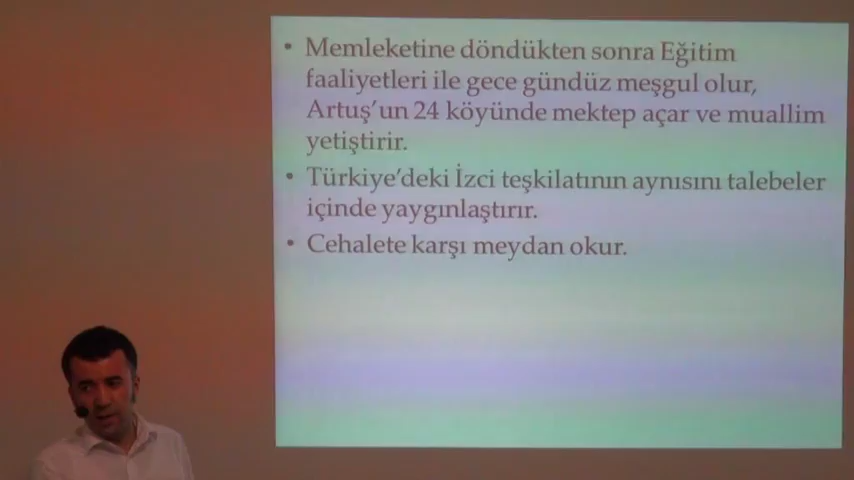 • Memleketine döndükten sonra Eğitim
faaliyetleri ile gece gündüz meşgul olur,
Artuş'un 24 köyünde mektep açar ve muallim
yetiştirir.
• Türkiye'deki İzci teşkilatının aynısını talebeler
içinde yaygınlaştırır.
• Cehalete karşı meydan okur.